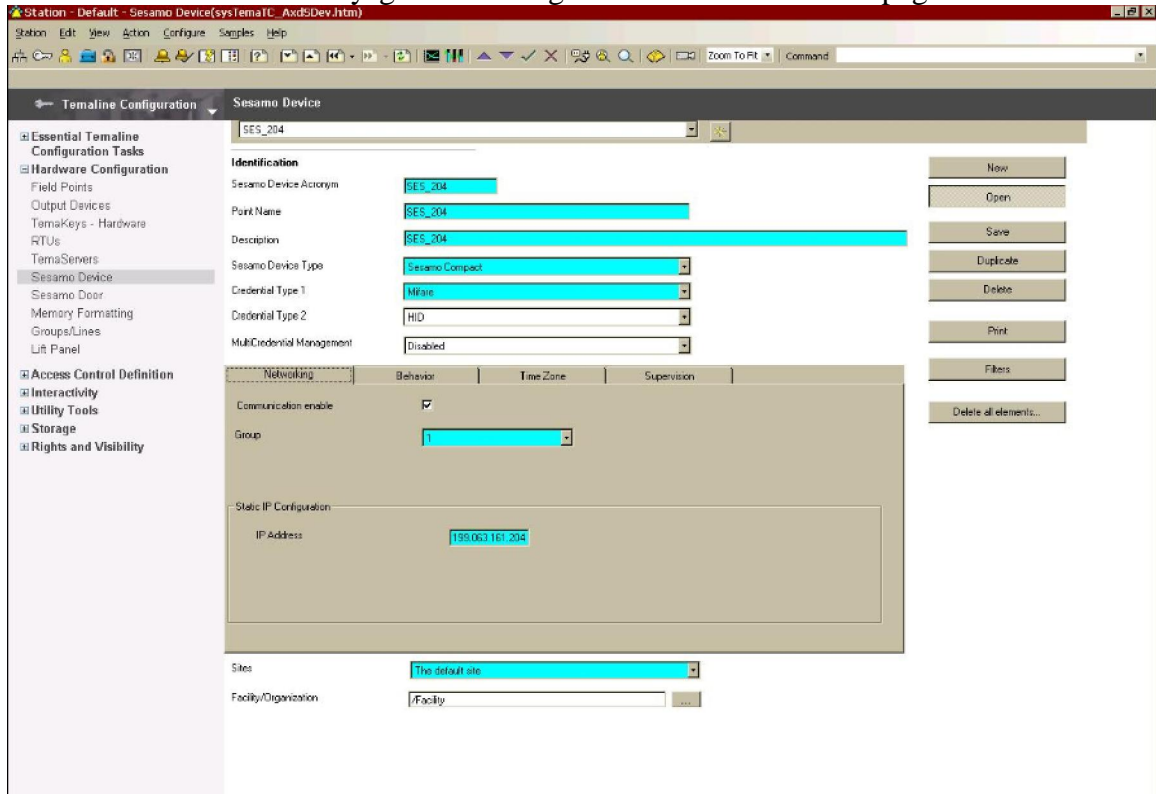 Station - Default - Sesamo Device(sysTemaTC_AxdSDev.htm)
Station Edit View Action Configure Samples Help
Zoom To Fit Command
Temaline Configuration
Sesamo Device
Essential Temaline
Configuration Tasks
Hardware Configuration
Field Points
Output Devices
TemaKeys - Hardware
RTUs
TemaServers
Sesamo Device
Sesamo Door
Memory Formatting
Groups/Lines
Lift Panel
Access Control Definition
Interactivity
Utility Tools
Storage
Rights and Visibility
SES_204
Identification
Sesamo Device Acronym SES_204
Point Name SES_204
Description SES_204
Sesamo Device Type Sesamo Compact
Credential Type 1 Mifare
Credential Type 2 HID
MultiCredential Management Disabled
Networking Behavior Time Zone Supervision
Communication enable
Group 1
Static IP Configuration
IP Address 199.063.161.204
Sites The default site
Facility/Organization /Facility ...
New
Open
Save
Duplicate
Delete
Print
Filters
Delete all elements...